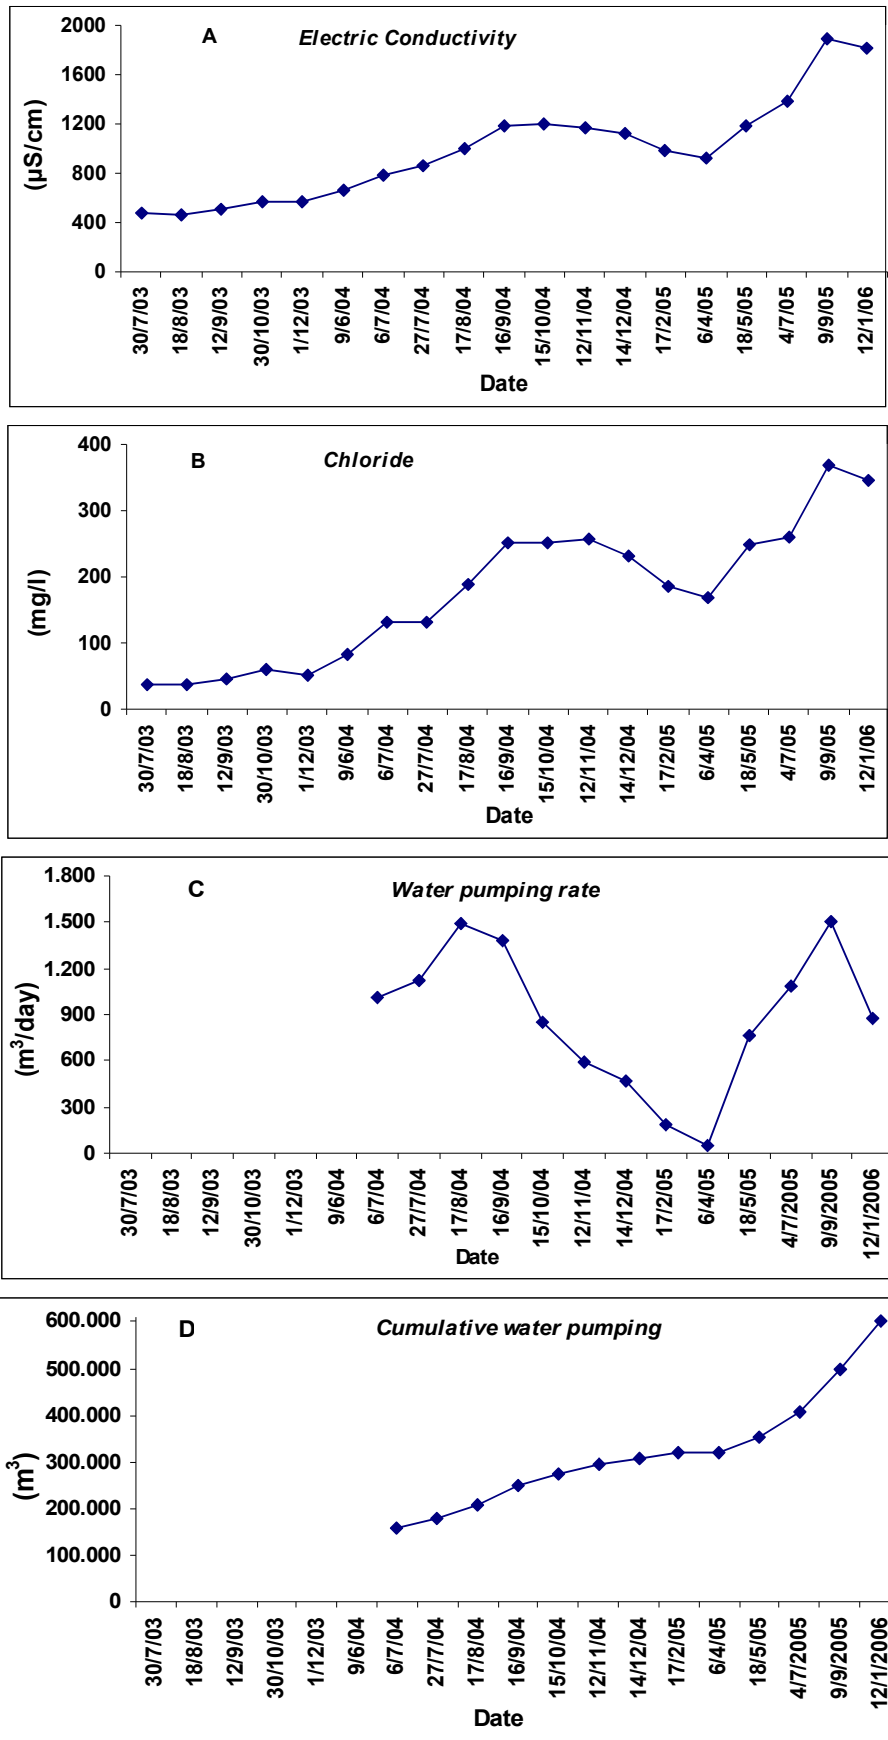 A Electric Conductivity
(µS/cm)
2000
1600
1200
800
400
0
30/7/03 18/8/03 12/9/03 30/10/03 1/12/03 9/6/04 6/7/04 27/7/04 17/8/04 16/9/04 15/10/04 12/11/04 14/12/04 17/2/05 6/4/05 18/5/05 4/7/05 9/9/05 12/1/06
Date
B Chloride
(mg/l)
400
300
200
100
0
30/7/03 18/8/03 12/9/03 30/10/03 1/12/03 9/6/04 6/7/04 27/7/04 17/8/04 16/9/04 15/10/04 12/11/04 14/12/04 17/2/05 6/4/05 18/5/05 4/7/05 9/9/05 12/1/06
Date
C Water pumping rate
(m³/day)
1.800
1.500
1.200
900
600
300
0
30/7/03 18/8/03 12/9/03 30/10/03 1/12/03 9/6/04 6/7/04 27/7/04 17/8/04 16/9/04 15/10/04 12/11/04 14/12/04 17/2/05 6/4/05 18/5/05 4/7/2005 9/9/2005 12/1/2006
Date
D Cumulative water pumping
(m³)
600.000
500.000
400.000
300.000
200.000
100.000
0
30/7/03 18/8/03 12/9/03 30/10/03 1/12/03 9/6/04 6/7/04 27/7/04 17/8/04 16/9/04 15/10/04 12/11/04 14/12/04 17/2/05 6/4/05 18/5/05 4/7/2005 9/9/2005 12/1/2006
Date